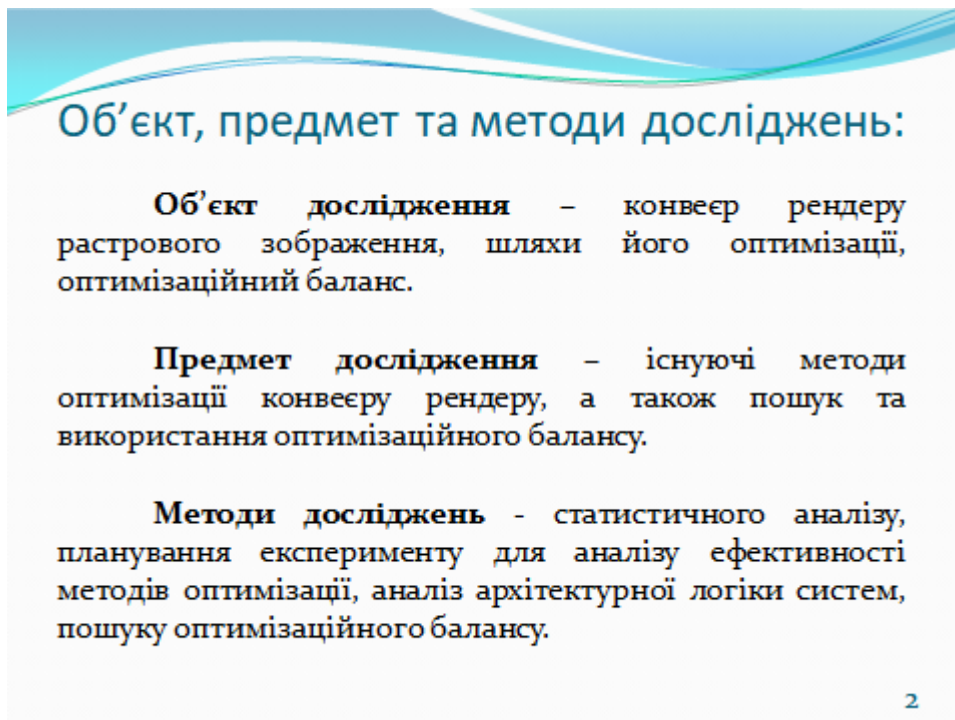 Об’єкт, предмет та методи досліджень:
Об’єкт дослідження – конвеєр рендеру
растрового зображення, шляхи його оптимізації,
оптимізаційний баланс.
Предмет дослідження – існуючі методи
оптимізації конвеєру рендеру, а також пошук та
використання оптимізаційного балансу.
Методи досліджень - статистичного аналізу,
планування експерименту для аналізу ефективності
методів оптимізації, аналіз архітектурної логіки систем,
пошуку оптимізаційного балансу.
2